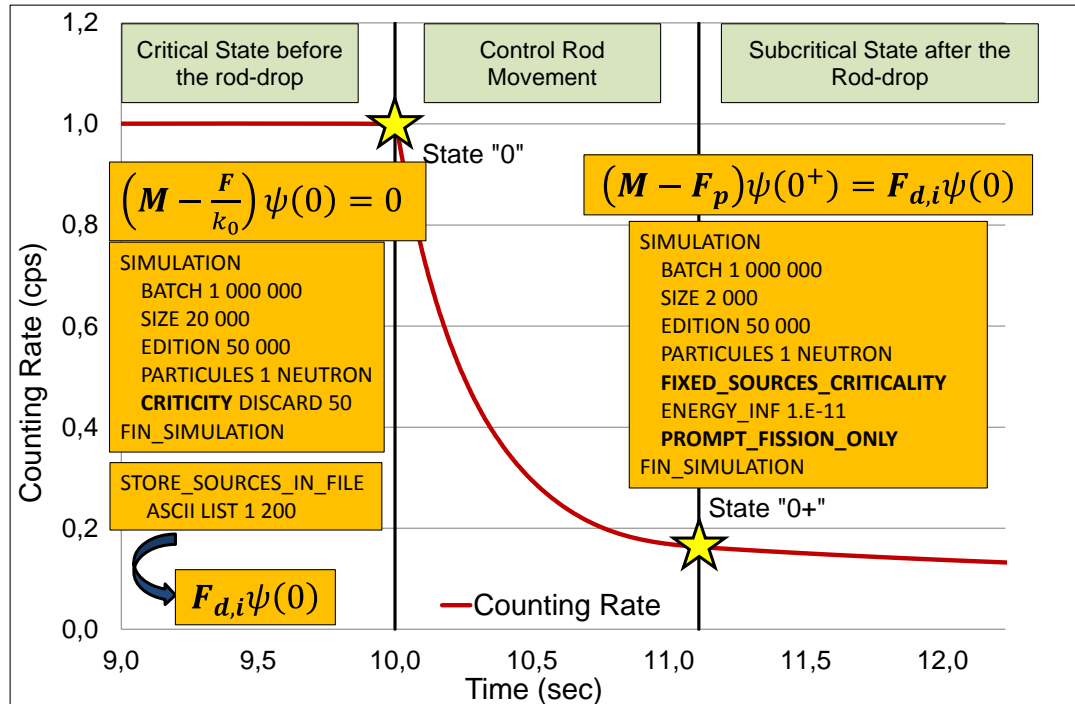 Critical State before
the rod-drop
Control Rod
Movement
Subcritical State after the
Rod-drop
State "0"
(𝑴 − 𝑭/𝑘₀) 𝜓(0) = 0
SIMULATION
BATCH 1 000 000
SIZE 20 000
EDITION 50 000
PARTICULES 1 NEUTRON
CRITICITY DISCARD 50
FIN_SIMULATION
STORE_SOURCES_IN_FILE
ASCII LIST 1 200
𝑭_{𝒅,𝒊}𝜓(0)
(𝑴 − 𝑭_𝒑)𝜓(0⁺) = 𝑭_{𝒅,𝒊}𝜓(0)
SIMULATION
BATCH 1 000 000
SIZE 2 000
EDITION 50 000
PARTICULES 1 NEUTRON
FIXED_SOURCES_CRITICALITY
ENERGY_INF 1.E-11
PROMPT_FISSION_ONLY
FIN_SIMULATION
State "0+"
Counting Rate
Counting Rate (cps)
1,2
1,0
0,8
0,6
0,4
0,2
0,0
9,0 9,5 10,0 10,5 11,0 11,5 12,0
Time (sec)